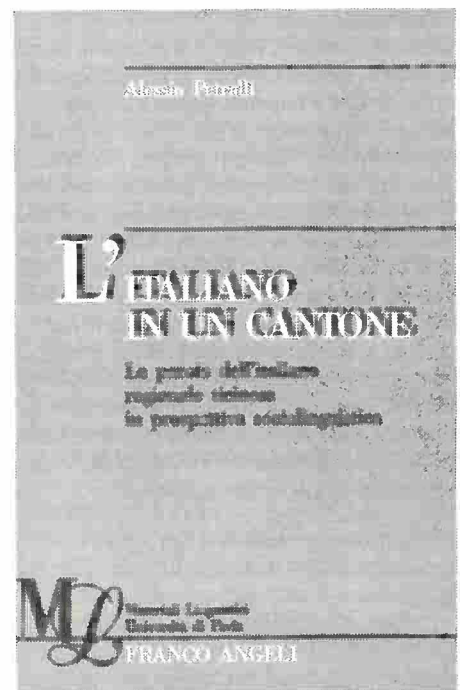 Alessio Petralli
L'ITALIANO
IN UN CANTONE
Le parole dell'italiano
regionale ticinese
in prospettiva sociolinguistica
ML
Materiali Linguistici
Università di Pavia
FRANCO ANGELI